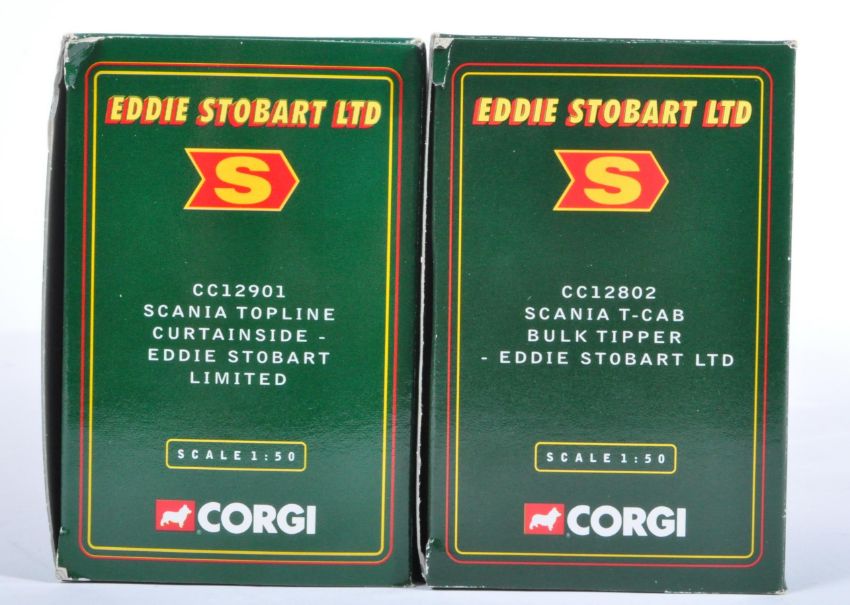 EDDIE STOBART LTD
S
CC12901
SCANIA TOPLINE
CURTAINSIDE -
EDDIE STOBART
LIMITED
SCALE 1:50
CORGI
EDDIE STOBART LTD
S
CC12802
SCANIA T-CAB
BULK TIPPER
- EDDIE STOBART LTD
SCALE 1:50
CORGI